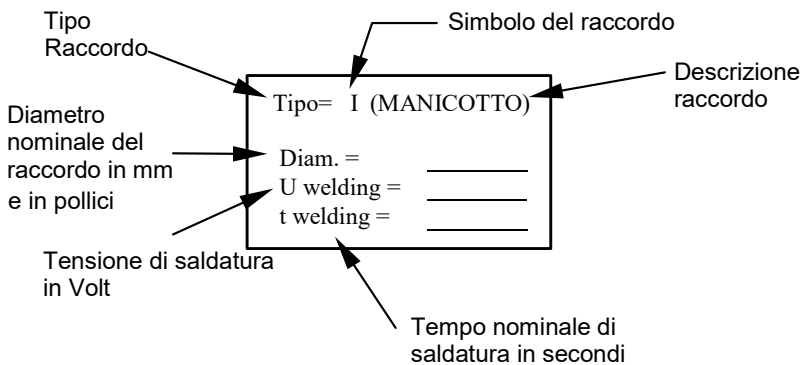 Tipo
Raccordo
Simbolo del raccordo
Descrizione
raccordo
Tipo= I (MANICOTTO)
Diametro
nominale del
raccordo in mm
e in pollici
Diam. =
U welding =
t welding =
Tensione di saldatura
in Volt
Tempo nominale di
saldatura in secondi